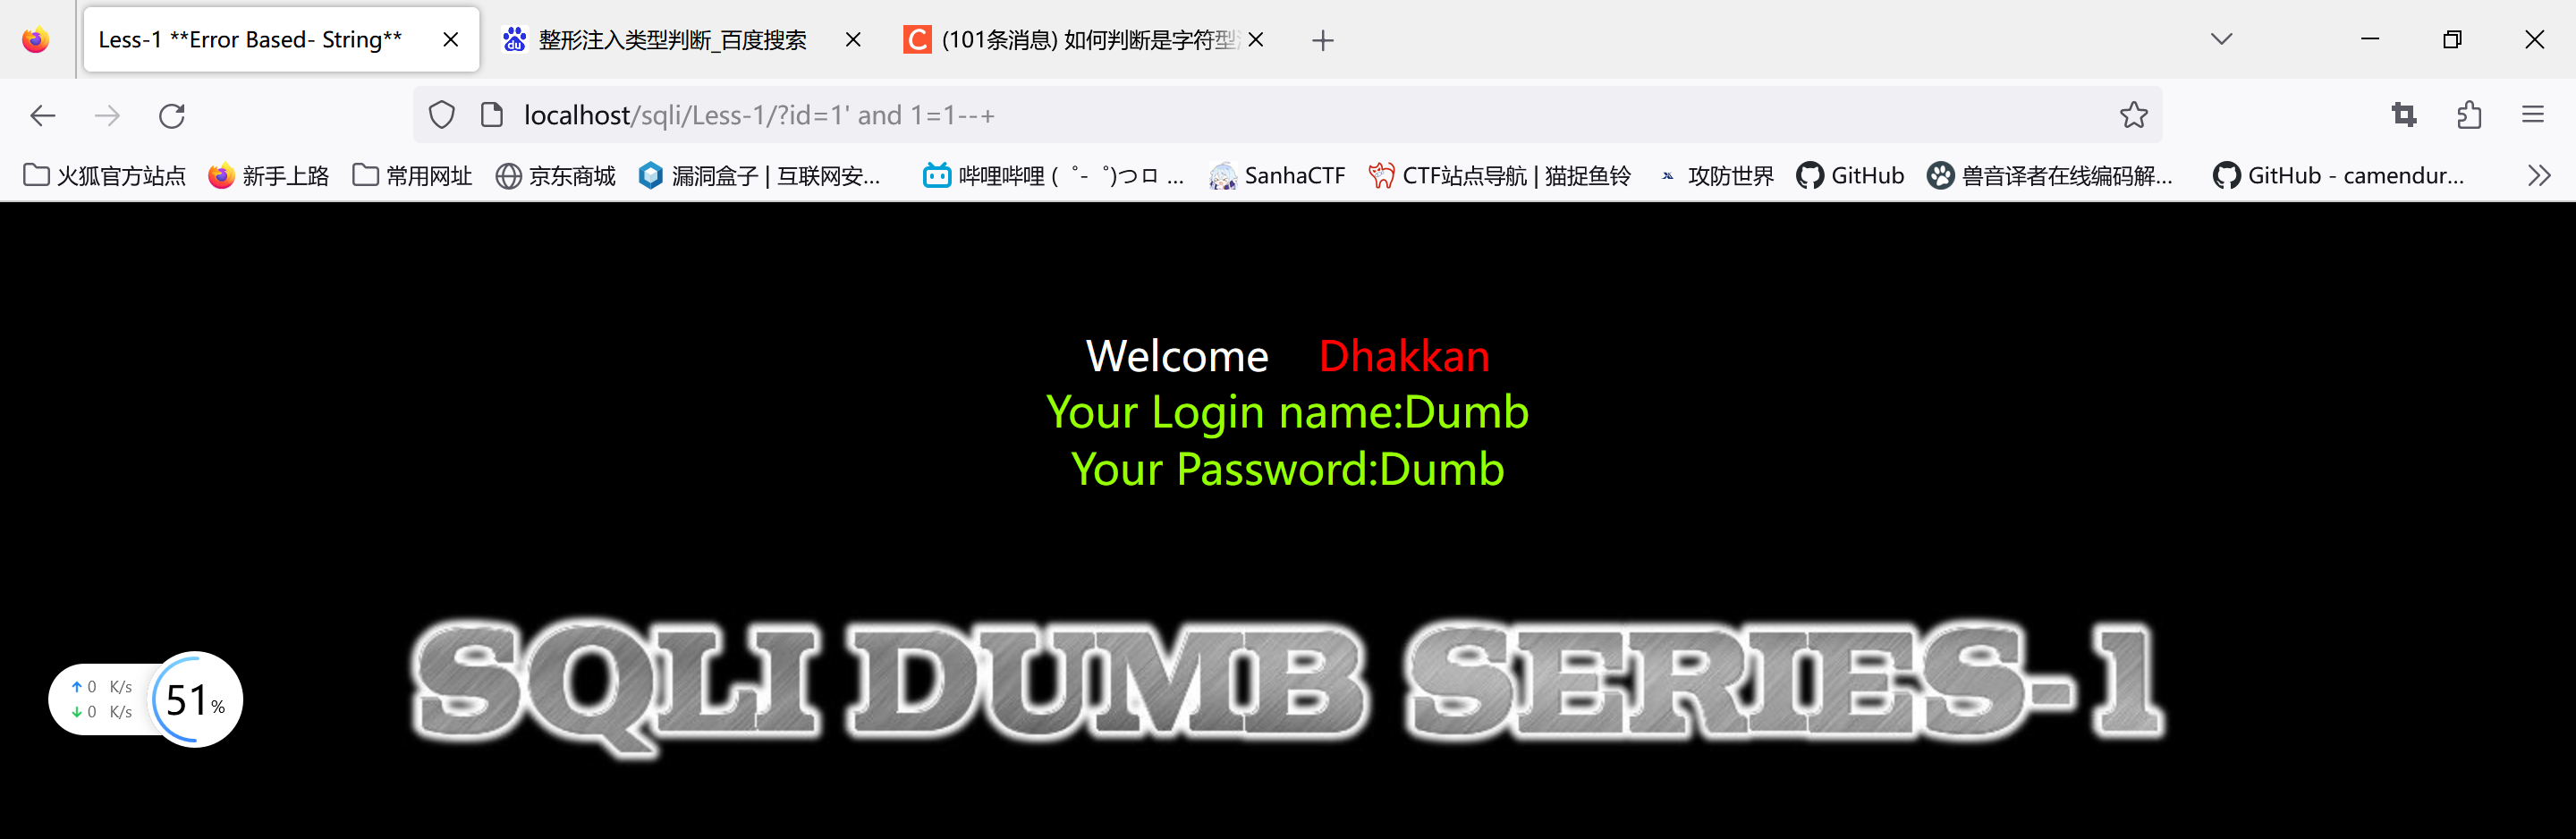 Less-1 **Error Based- String**
整形注入类型判断_百度搜索
(101条消息) 如何判断是字符型
localhost/sqli/Less-1/?id=1' and 1=1--+
火狐官方站点
新手上路
常用网址
京东商城
漏洞盒子 | 互联网安...
哔哩哔哩 ( ゜- ゜)つロ ...
SanhaCTF
CTF站点导航 | 猫捉鱼铃
攻防世界
GitHub
兽音译者在线编码解...
GitHub - camendur...
Welcome Dhakkan
Your Login name:Dumb
Your Password:Dumb
SQLI DUMB SERIES-1
↑ 0 K/s
↓ 0 K/s
51%